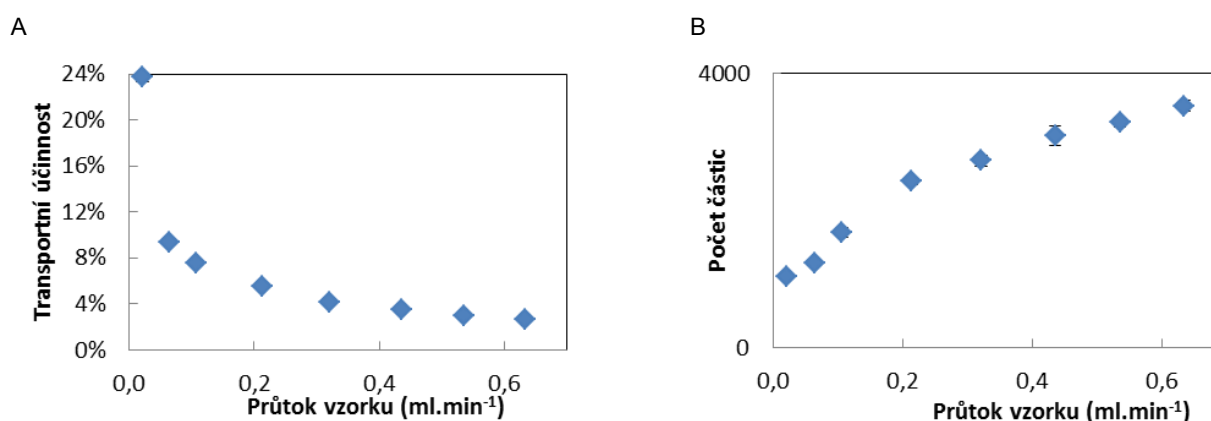 A
Transportní účinnost
24%
20%
16%
12%
8%
4%
0%
0,0 0,2 0,4 0,6
Průtok vzorku (ml.min⁻¹)
B
Počet částic
4000
0
0,0 0,2 0,4 0,6
Průtok vzorku (ml.min⁻¹)